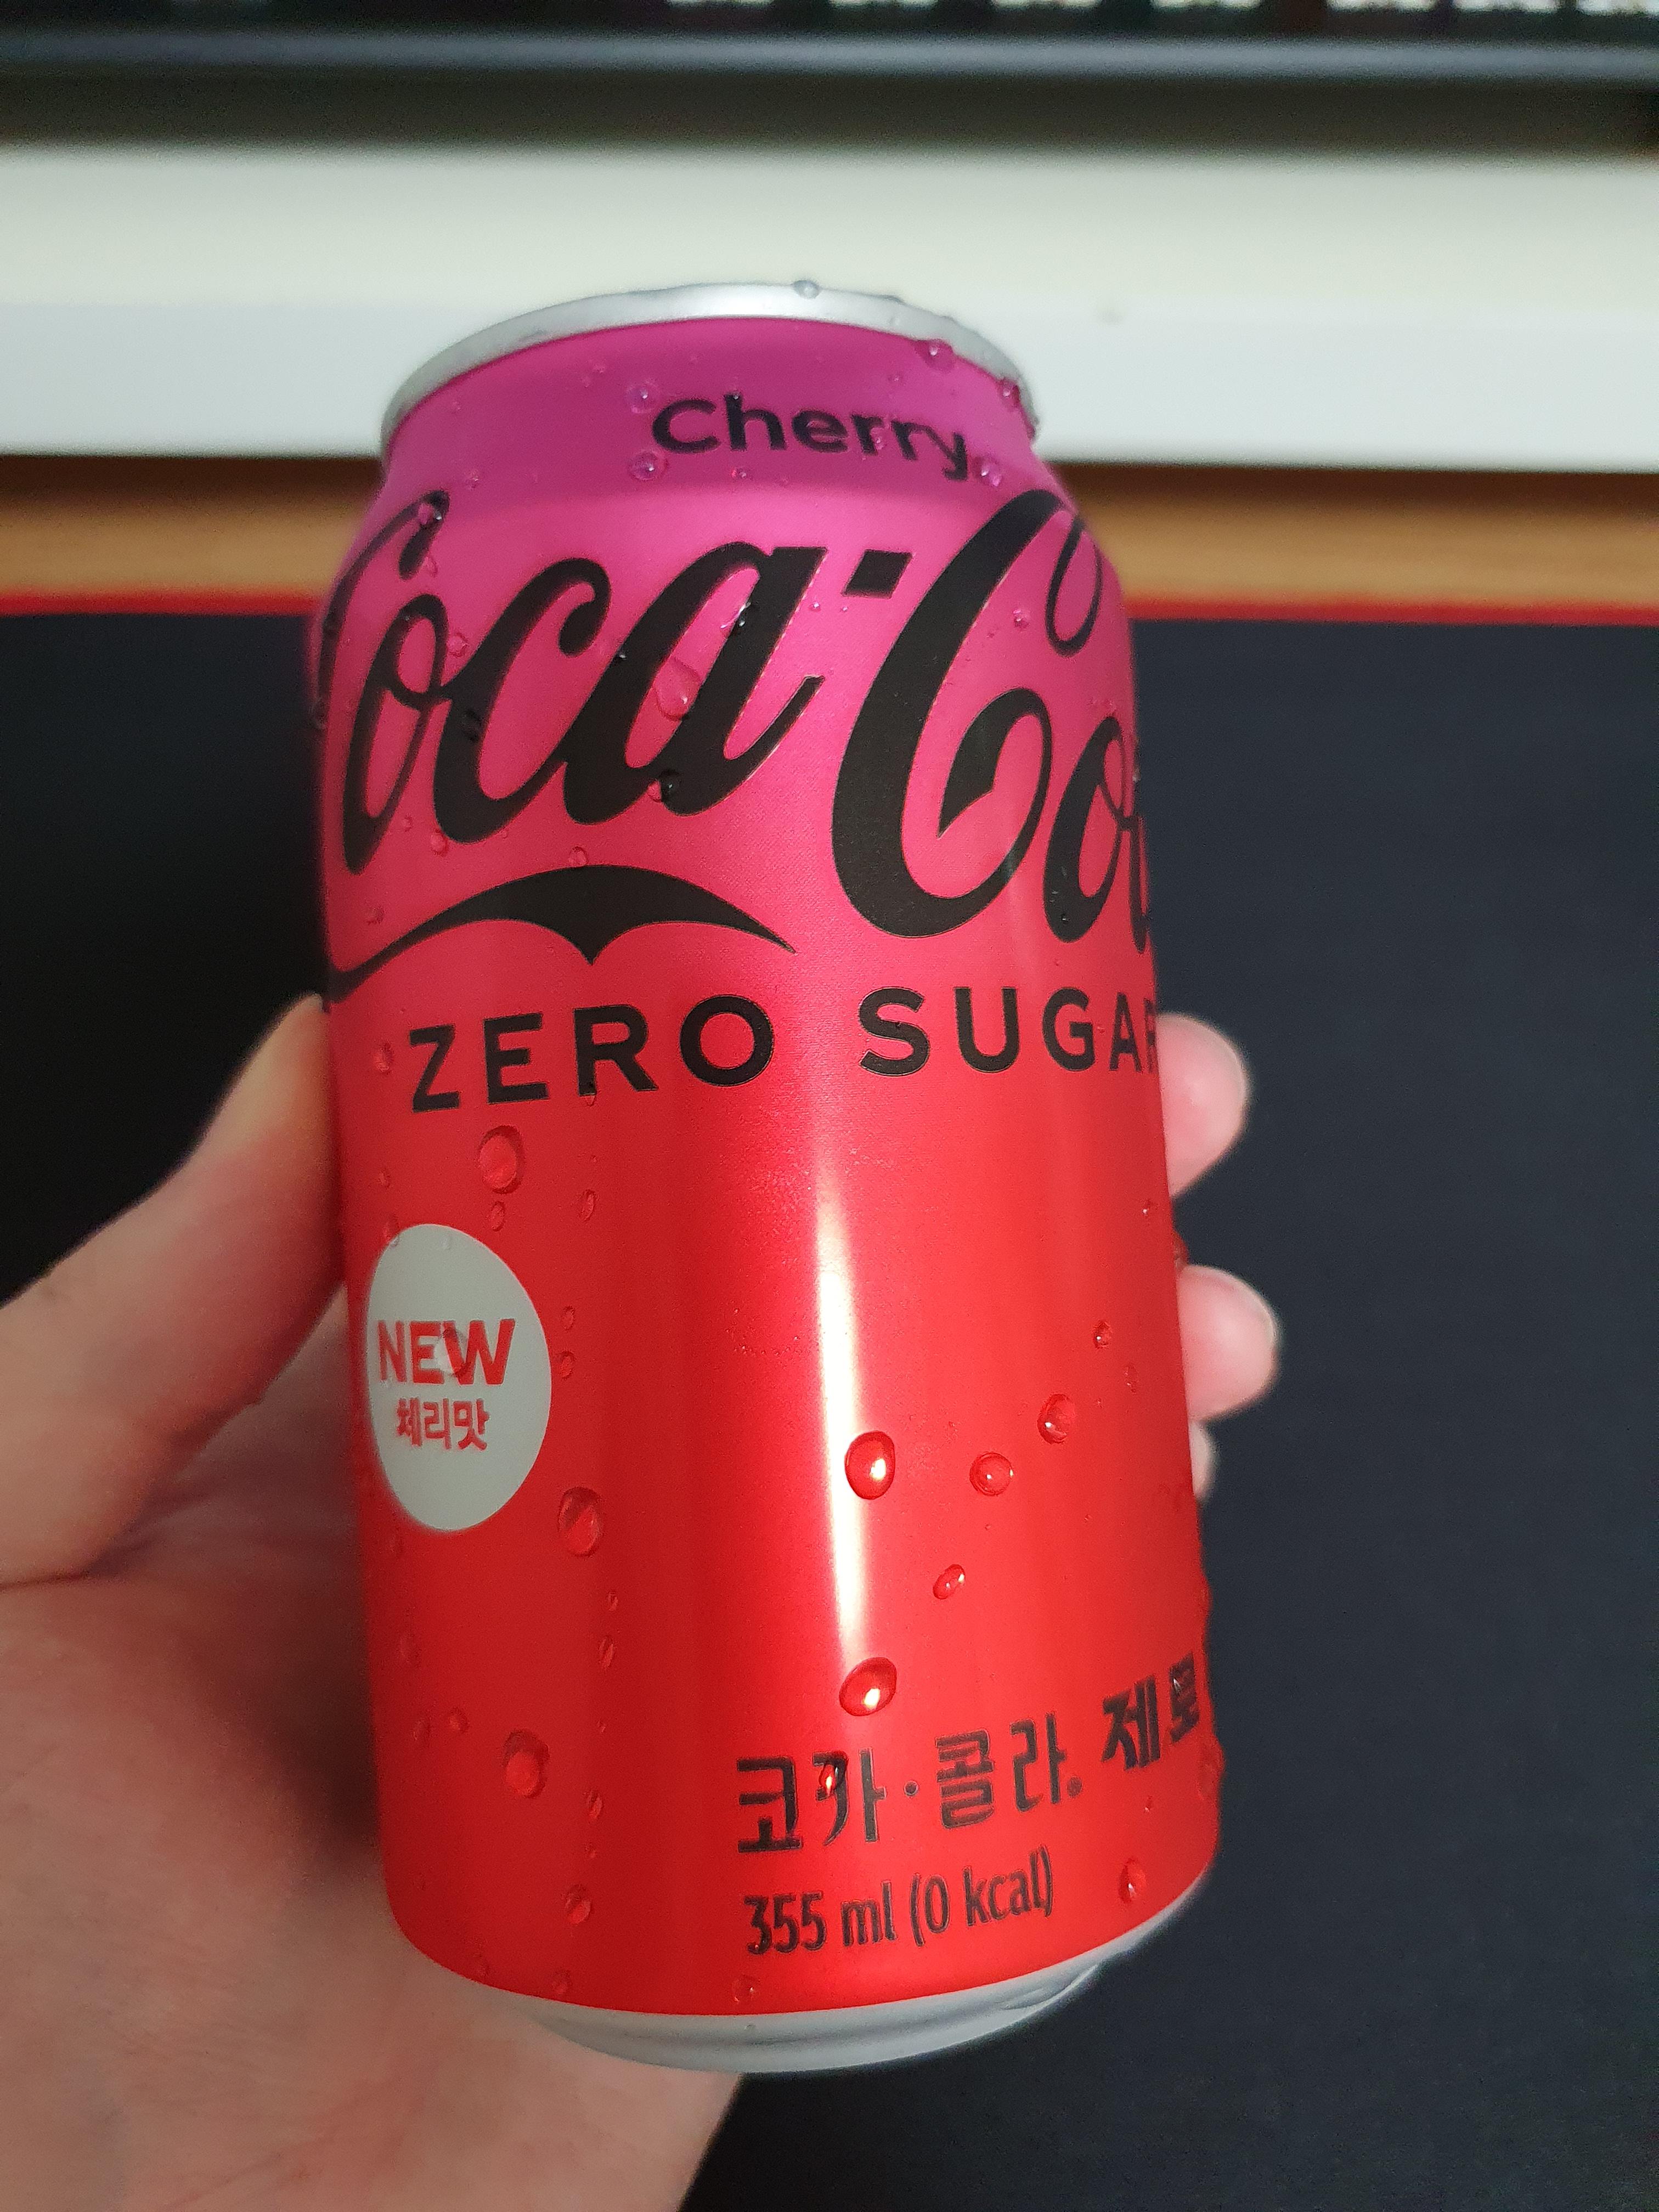 Cherry
Coca-Cola
ZERO SUGAR
NEW
체리맛
코카·콜라. 제로
355 ml (0 kcal)